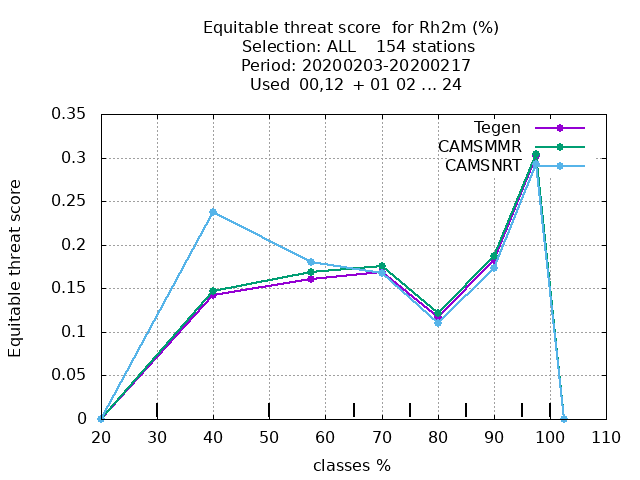 Equitable threat score  for Rh2m (%)
Selection: ALL    154 stations
Period: 20200203-20200217
Used  00,12  + 01 02 ... 24
0.35
0.3
0.25
0.2
0.15
0.1
0.05
0
Equitable threat score
Tegen
CAMSMMR
CAMSNRT
20 30 40 50 60 70 80 90 100 110
classes %